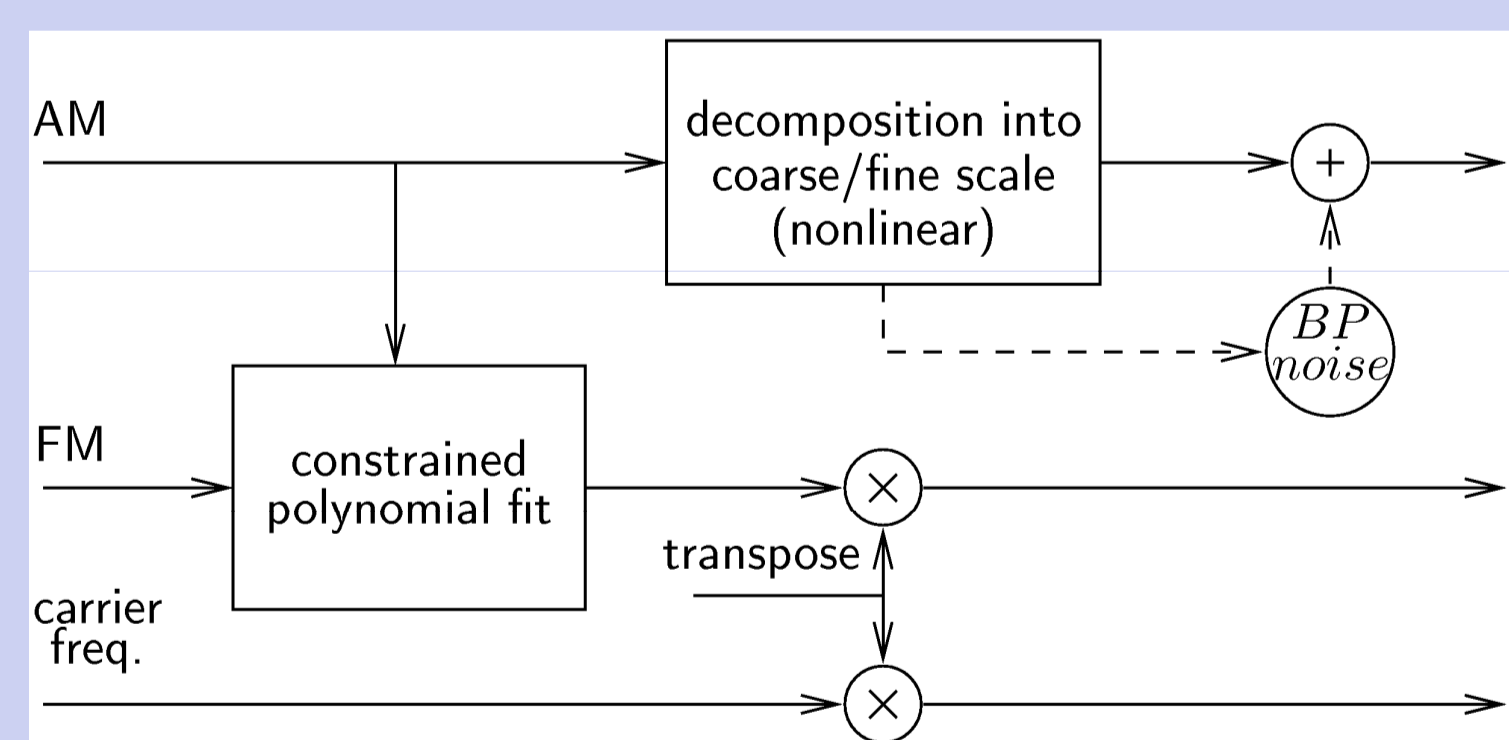 AM
decomposition into
coarse/fine scale
(nonlinear)
+
BP
noise
FM
constrained
polynomial fit
×
transpose
carrier
freq.
×